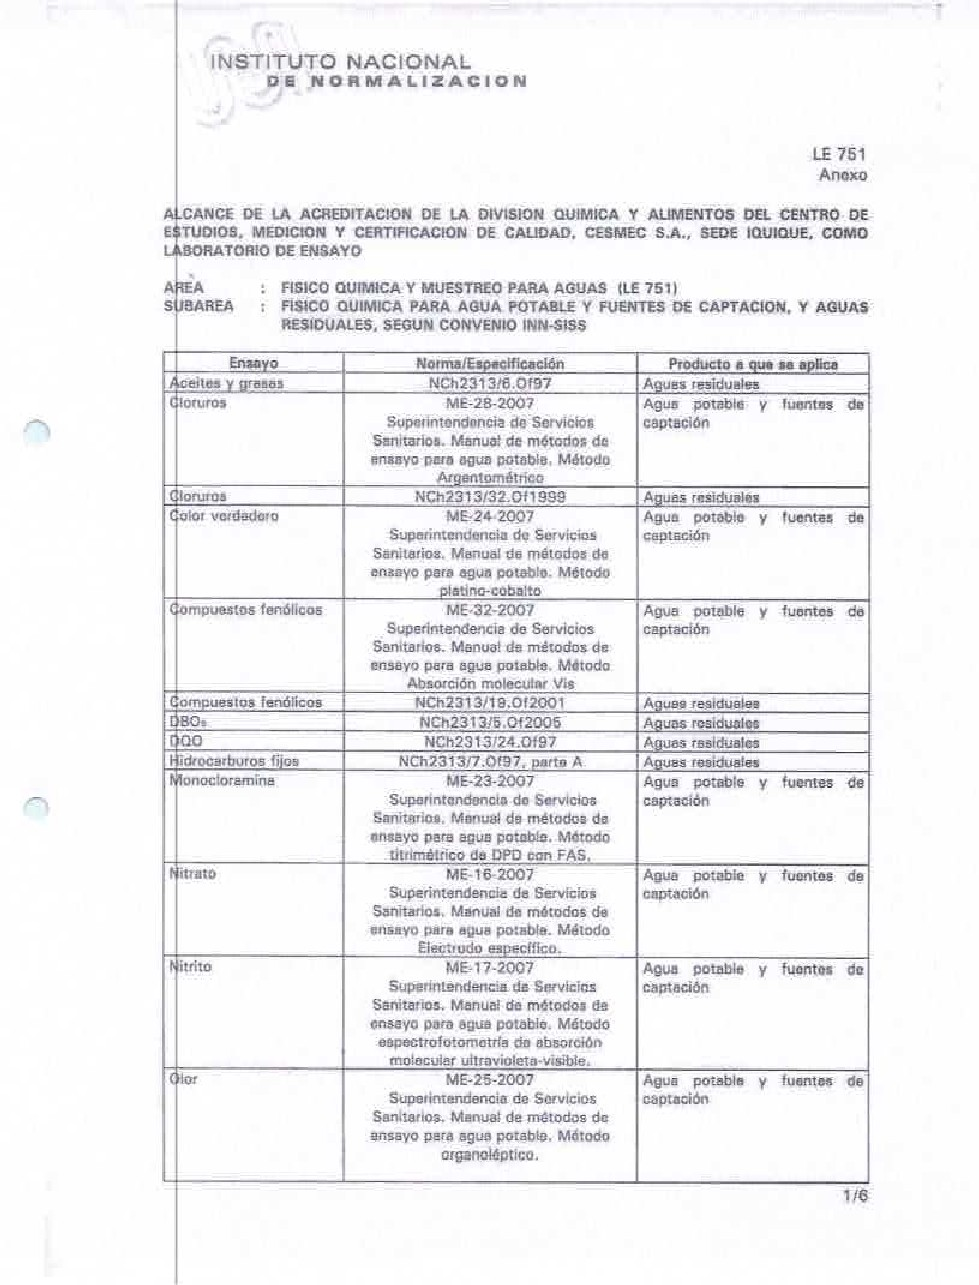 INSTITUTO NACIONAL
DE NORMALIZACION
LE 751
Anexo
ALCANCE DE LA ACREDITACION DE LA DIVISION QUIMICA Y ALIMENTOS DEL CENTRO DE
ESTUDIOS, MEDICION Y CERTIFICACION DE CALIDAD, CESMEC S.A., SEDE IQUIQUE, COMO
LABORATORIO DE ENSAYO
AREA : FISICO QUIMICA Y MUESTREO PARA AGUAS (LE 751)
SUBAREA : FISICO QUIMICA PARA AGUA POTABLE Y FUENTES DE CAPTACION, Y AGUAS
RESIDUALES, SEGUN CONVENIO INN-SISS
Ensayo Norma/Especificación Producto a que se aplica
Aceites y grasas NCh2313/6.Of97 Aguas residuales
Cloruros ME-28-2007 Agua potable y fuentes de
Superintendencia de Servicios captación
Sanitarios. Manual de métodos de
ensayo para agua potable. Método
Argentométrico
Cloruros NCh2313/32.Of1999 Aguas residuales
Color verdadero ME-24-2007 Agua potable y fuentes de
Superintendencia de Servicios captación
Sanitarios. Manual de métodos de
ensayo para agua potable. Método
platino-cobalto
Compuestos fenólicos ME-32-2007 Agua potable y fuentes de
Superintendencia de Servicios captación
Sanitarios. Manual de métodos de
ensayo para agua potable. Método
Absorción molecular Vis
Compuestos fenólicos NCh2313/19.Of2001 Aguas residuales
DBO₅ NCh2313/5.Of2005 Aguas residuales
DQO NCh2313/24.Of97 Aguas residuales
Hidrocarburos fijos NCh2313/7.Of97, parte A Aguas residuales
Monocloramina ME-23-2007 Agua potable y fuentes de
Superintendencia de Servicios captación
Sanitarios. Manual de métodos de
ensayo para agua potable. Método
titrimétrico de DPD con FAS.
Nitrato ME-16-2007 Agua potable y fuentes de
Superintendencia de Servicios captación
Sanitarios. Manual de métodos de
ensayo para agua potable. Método
Electrodo específico.
Nitrito ME-17-2007 Agua potable y fuentes de
Superintendencia de Servicios captación
Sanitarios. Manual de métodos de
ensayo para agua potable. Método
espectrofotometría de absorción
molecular ultravioleta-visible.
Olor ME-25-2007 Agua potable y fuentes de
Superintendencia de Servicios captación
Sanitarios. Manual de métodos de
ensayo para agua potable. Método
organoléptico.
1/6